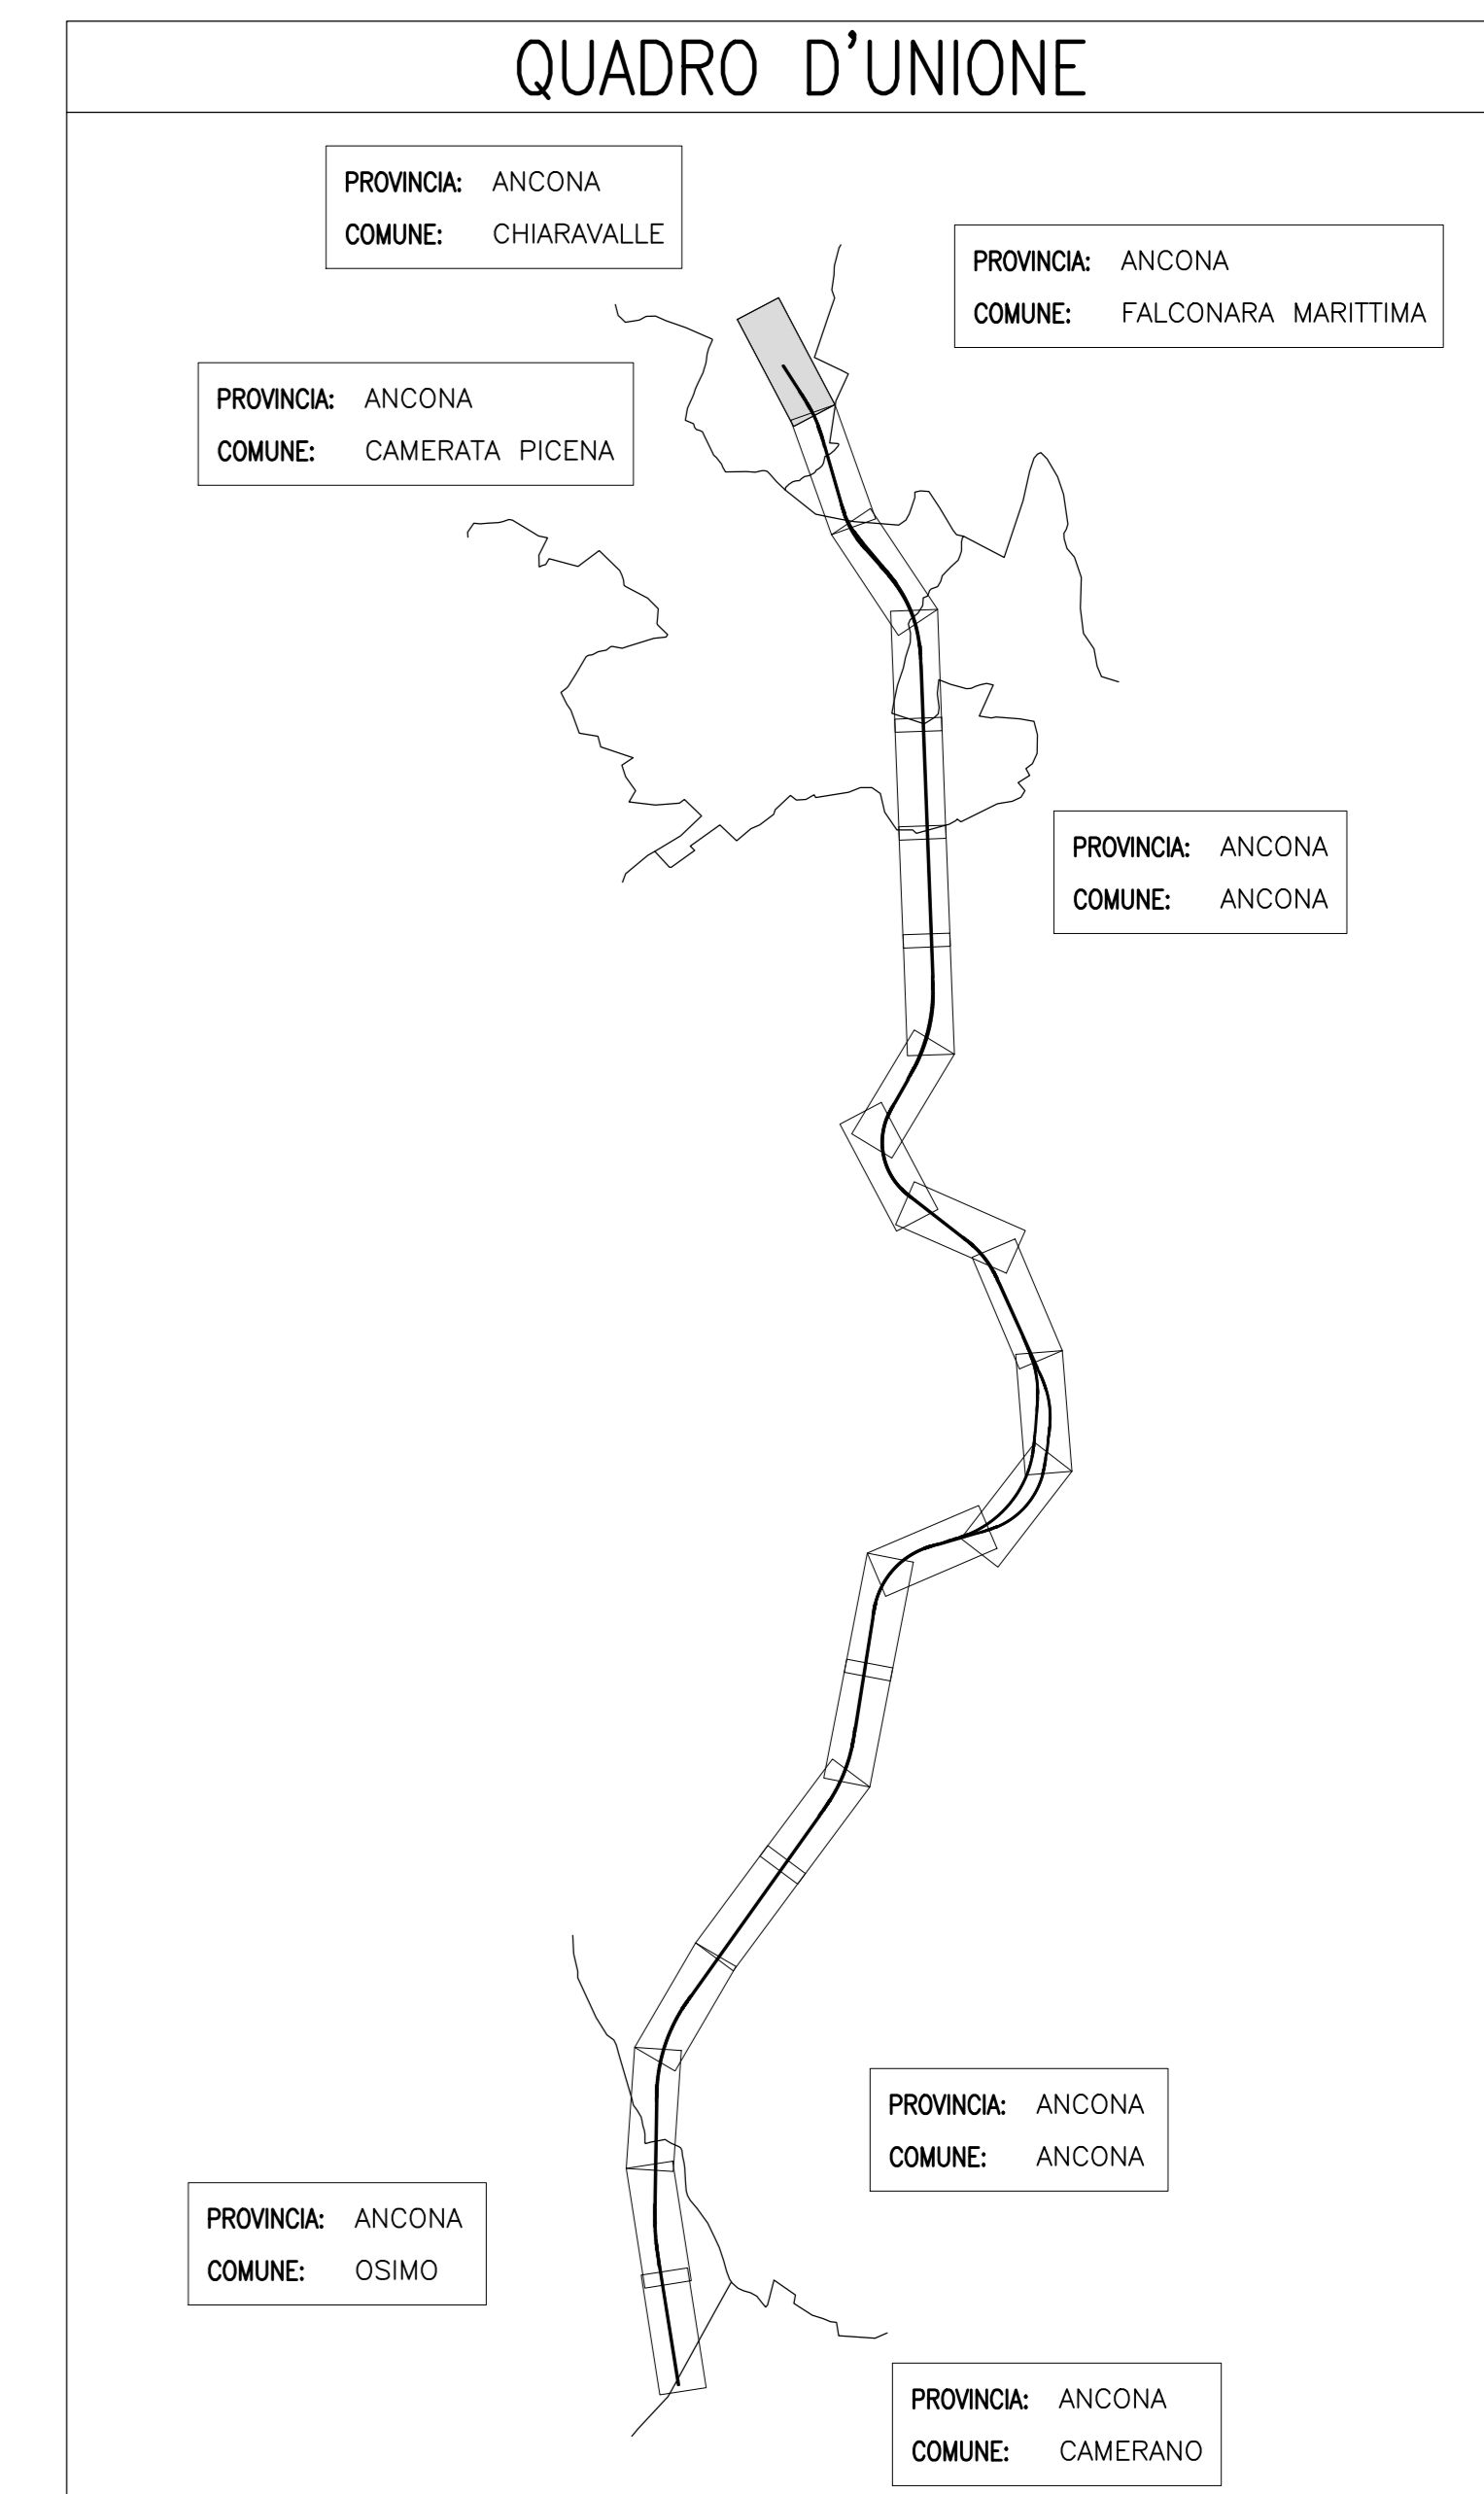 QUADRO D'UNIONE
PROVINCIA: ANCONA
COMUNE: CHIARAVALLE
PROVINCIA: ANCONA
COMUNE: FALCONARA MARITTIMA
PROVINCIA: ANCONA
COMUNE: CAMERATA PICENA
PROVINCIA: ANCONA
COMUNE: ANCONA
PROVINCIA: ANCONA
COMUNE: ANCONA
PROVINCIA: ANCONA
COMUNE: OSIMO
PROVINCIA: ANCONA
COMUNE: CAMERANO